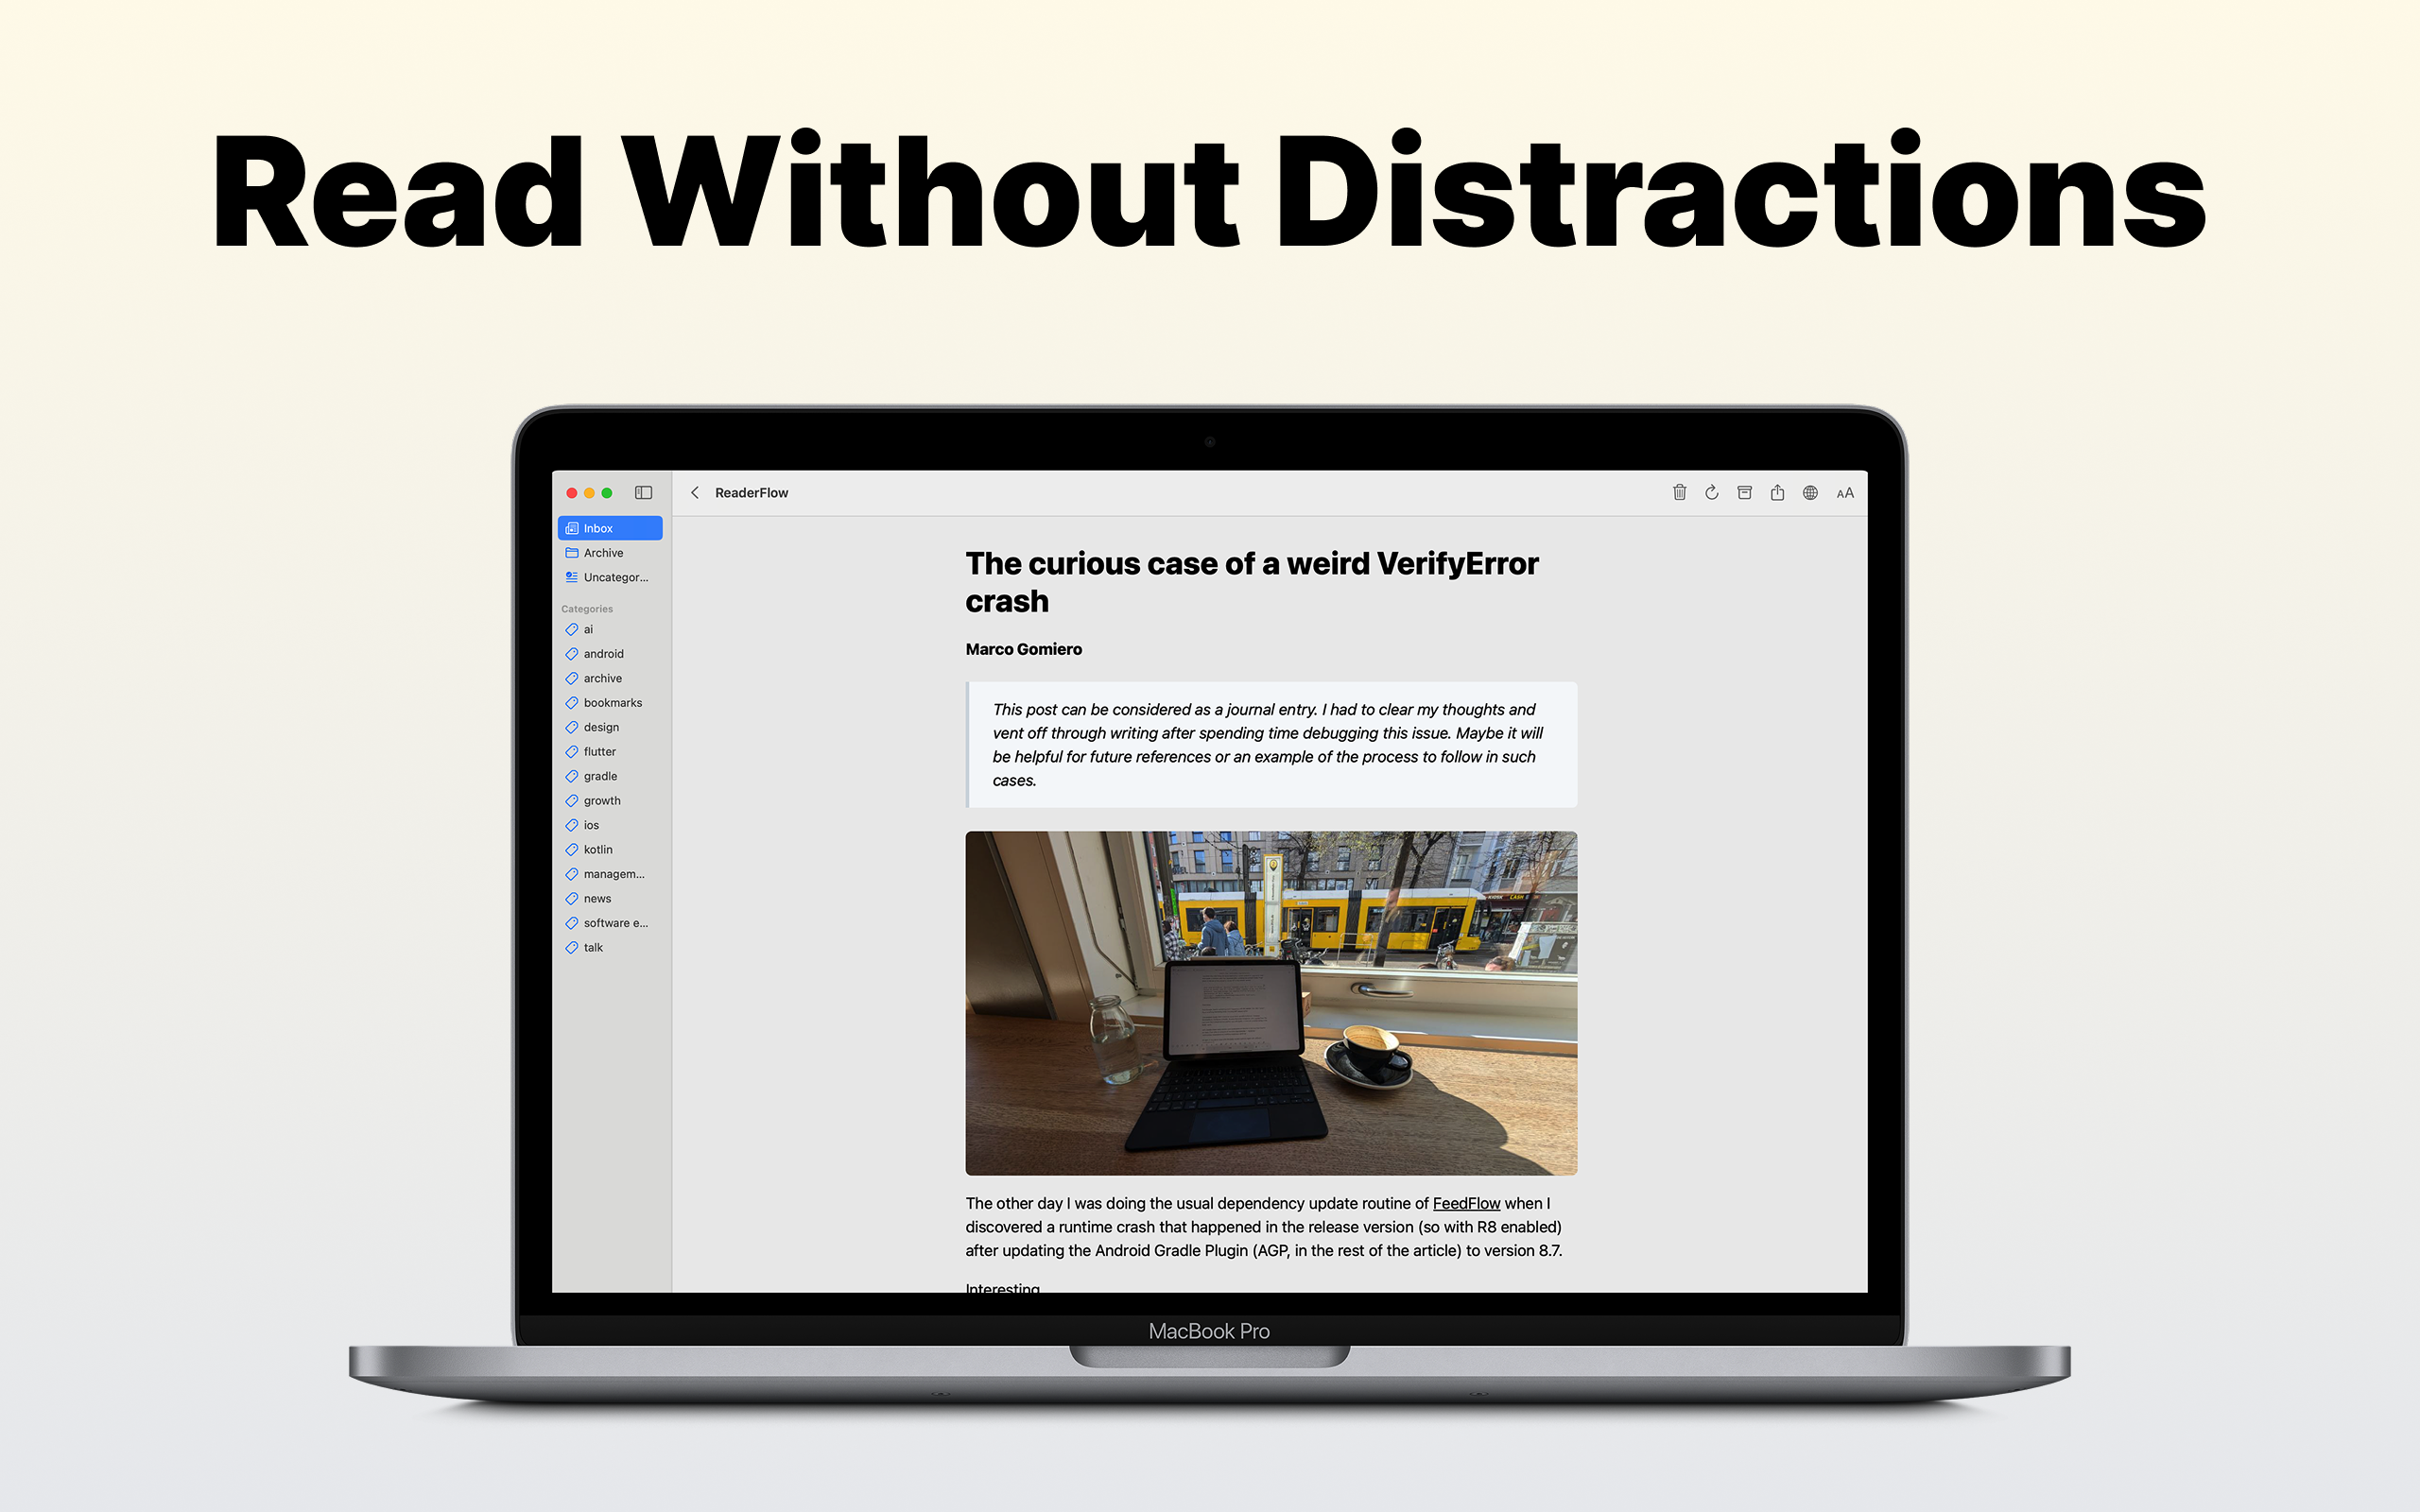 Read Without Distractions
ReaderFlow
Inbox
Archive
Uncategor...
Categories
ai
android
archive
bookmarks
design
flutter
gradle
growth
ios
kotlin
managem...
news
software e...
talk
AA
The curious case of a weird VerifyError
crash
Marco Gomiero
This post can be considered as a journal entry. I had to clear my thoughts and
vent off through writing after spending time debugging this issue. Maybe it will
be helpful for future references or an example of the process to follow in such
cases.
The other day I was doing the usual dependency update routine of FeedFlow when I
discovered a runtime crash that happened in the release version (so with R8 enabled)
after updating the Android Gradle Plugin (AGP, in the rest of the article) to version 8.7.
Interesting
MacBook Pro